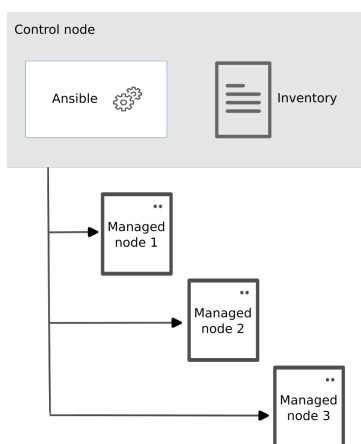 Control node
Ansible
Inventory
Managed
node 1
Managed
node 2
Managed
node 3